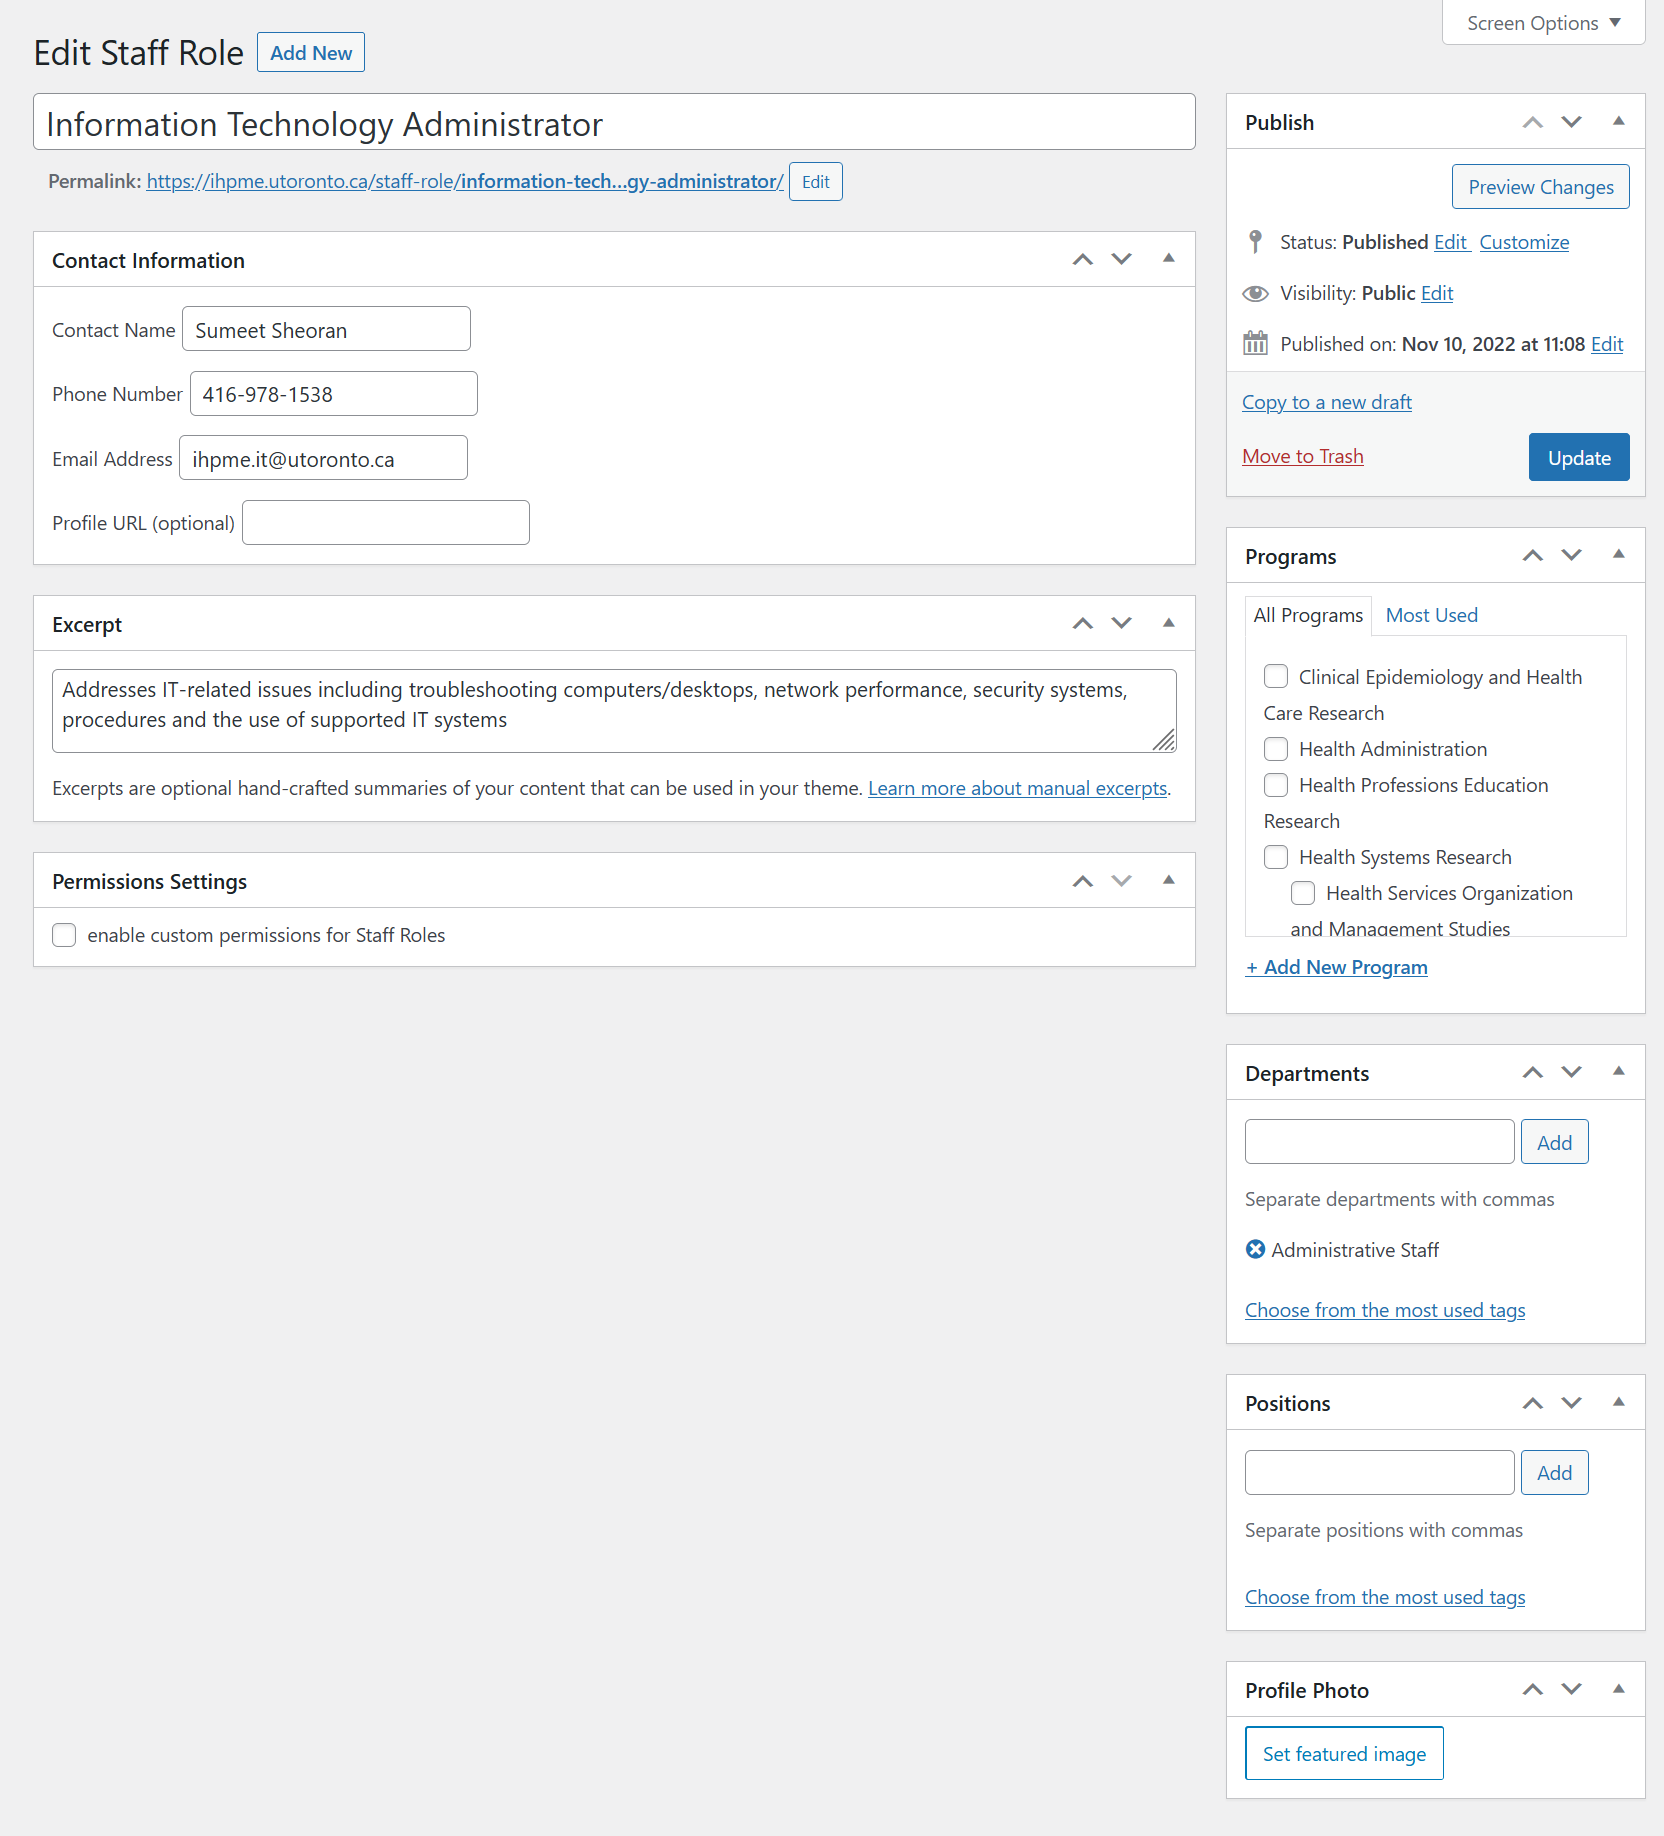 Screen Options
Edit Staff Role Add New
Information Technology Administrator
Permalink: https://ihpme.utoronto.ca/staff-role/information-tech...gy-administrator/ Edit
Contact Information
Contact Name Sumeet Sheoran
Phone Number 416-978-1538
Email Address ihpme.it@utoronto.ca
Profile URL (optional)
Excerpt
Addresses IT-related issues including troubleshooting computers/desktops, network performance, security systems,
procedures and the use of supported IT systems
Excerpts are optional hand-crafted summaries of your content that can be used in your theme. Learn more about manual excerpts.
Permissions Settings
enable custom permissions for Staff Roles
Publish
Preview Changes
Status: Published Edit Customize
Visibility: Public Edit
Published on: Nov 10, 2022 at 11:08 Edit
Copy to a new draft
Move to Trash Update
Programs
All Programs Most Used
Clinical Epidemiology and Health
Care Research
Health Administration
Health Professions Education
Research
Health Systems Research
Health Services Organization
and Management Studies
+ Add New Program
Departments
Add
Separate departments with commas
Administrative Staff
Choose from the most used tags
Positions
Add
Separate positions with commas
Choose from the most used tags
Profile Photo
Set featured image